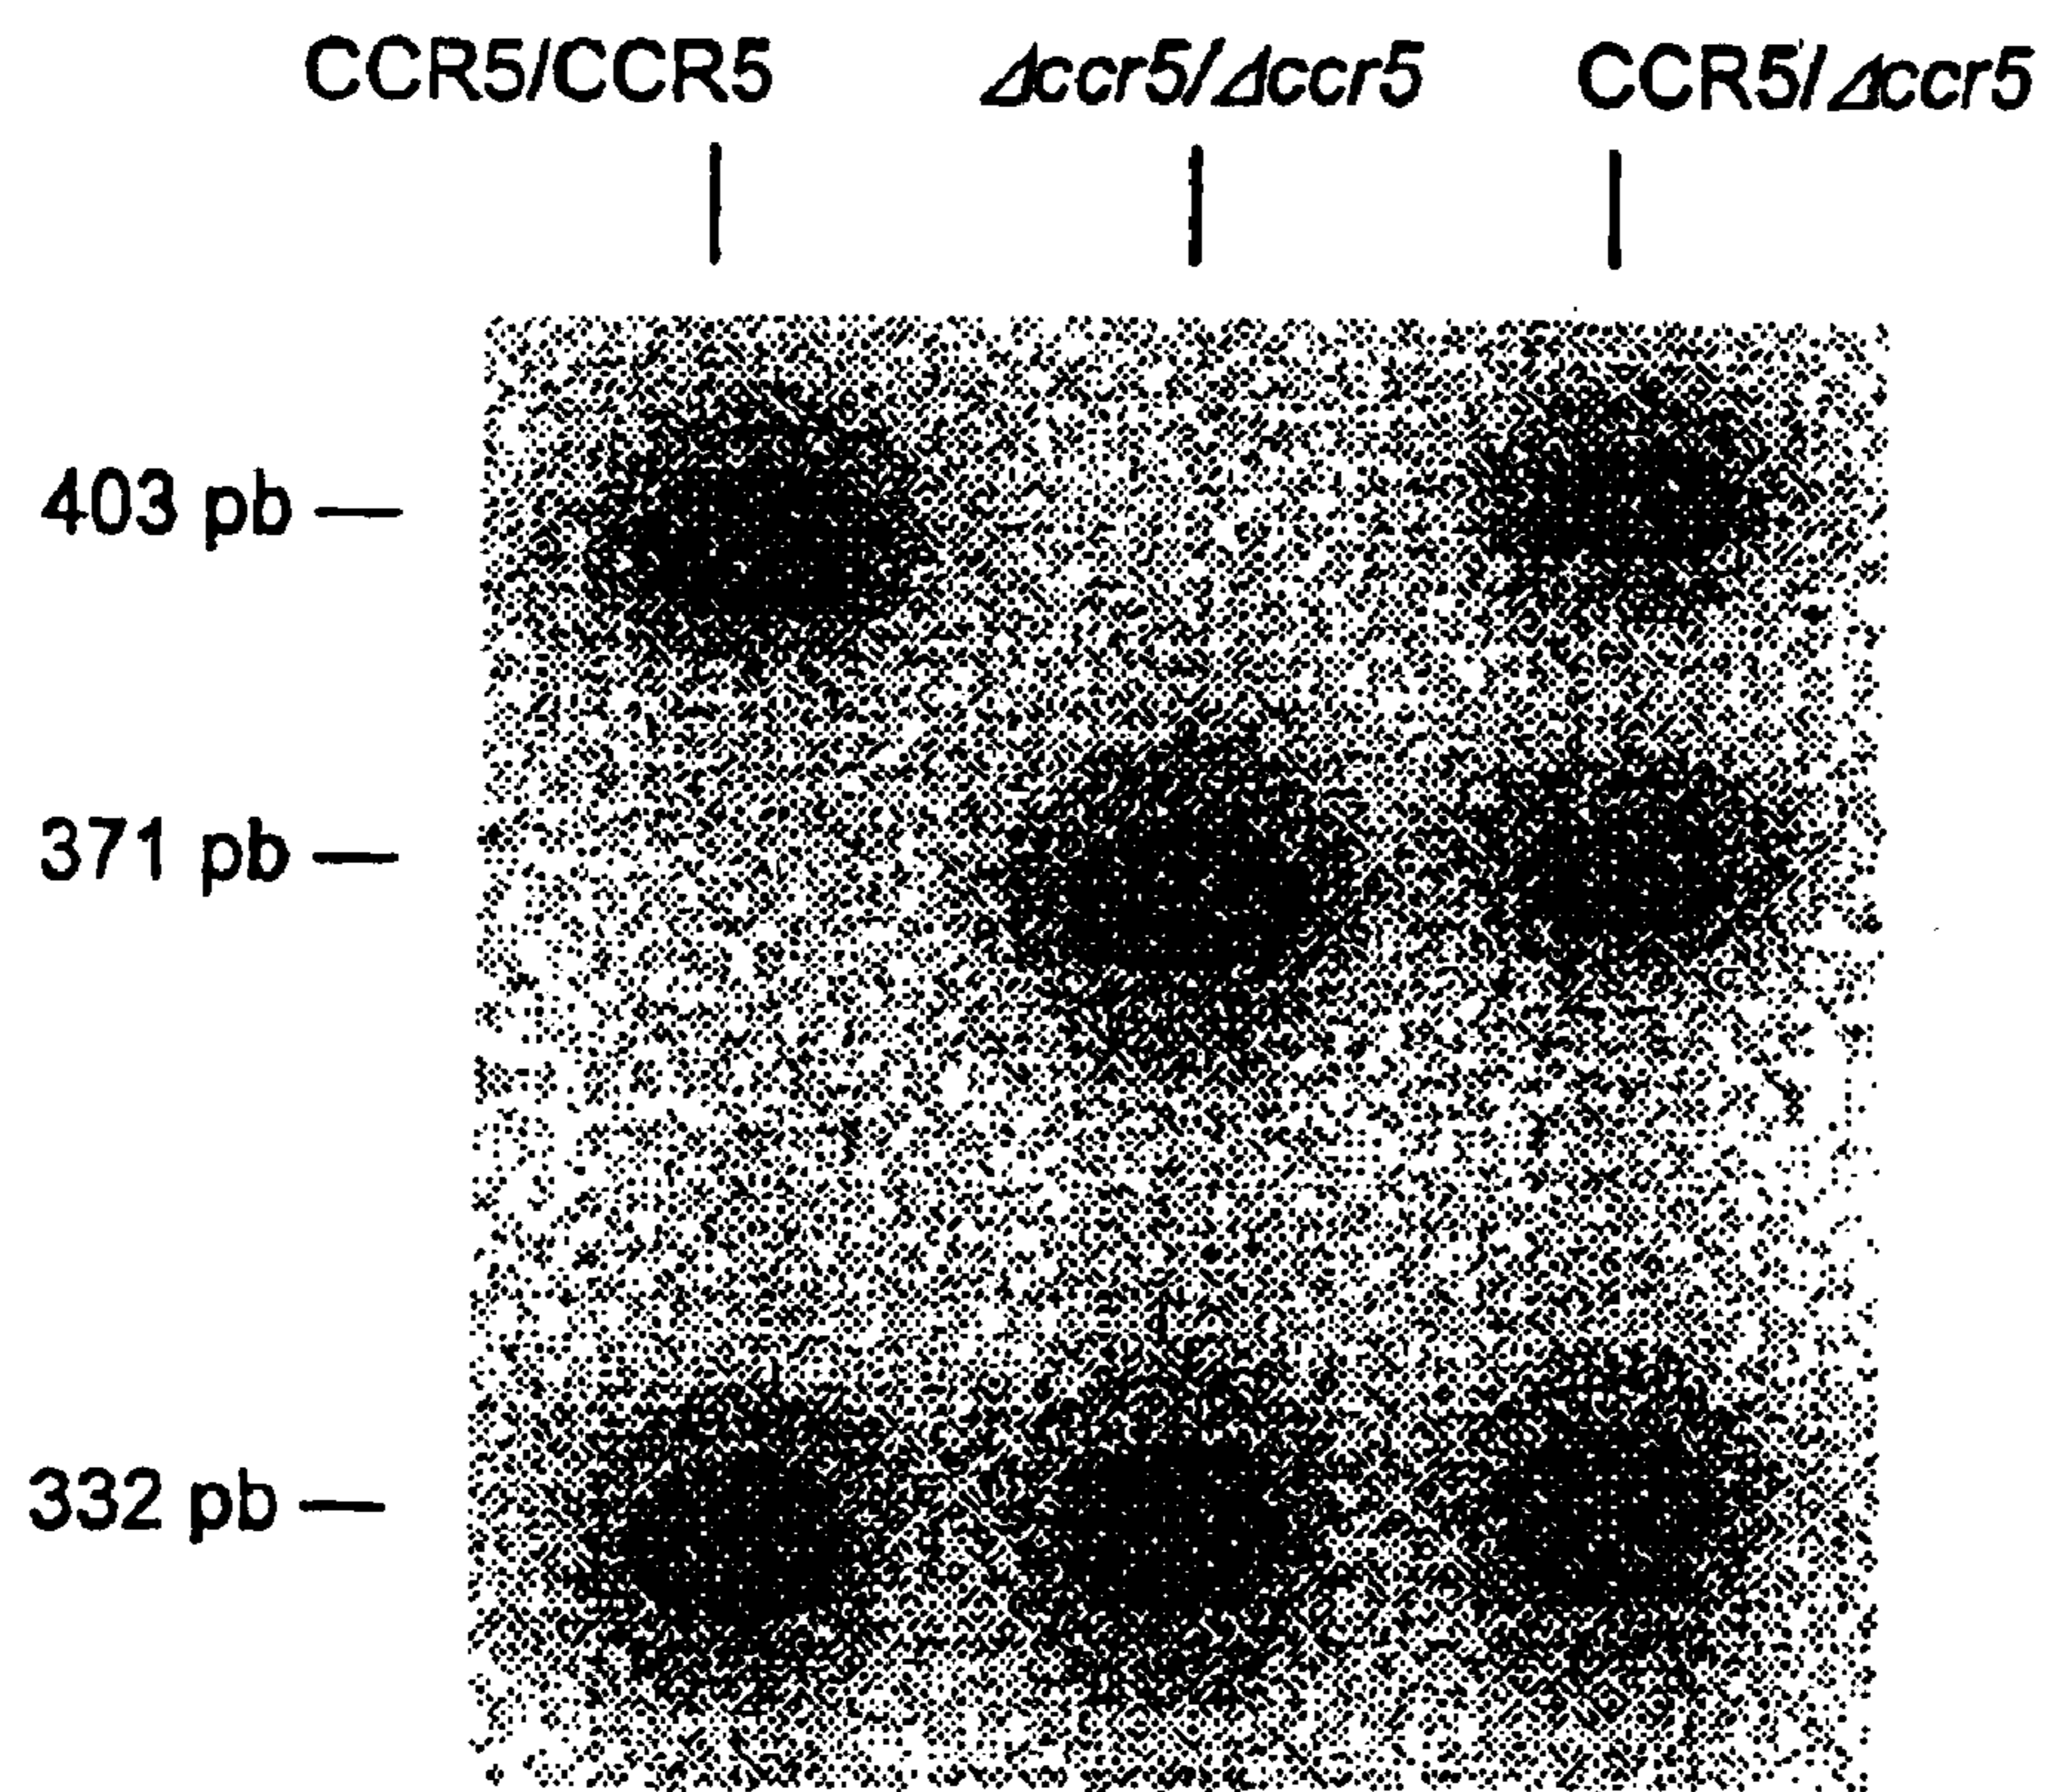 CCR5/CCR5 Δccr5/Δccr5 CCR5/Δccr5
403 pb —
371 pb —
332 pb —